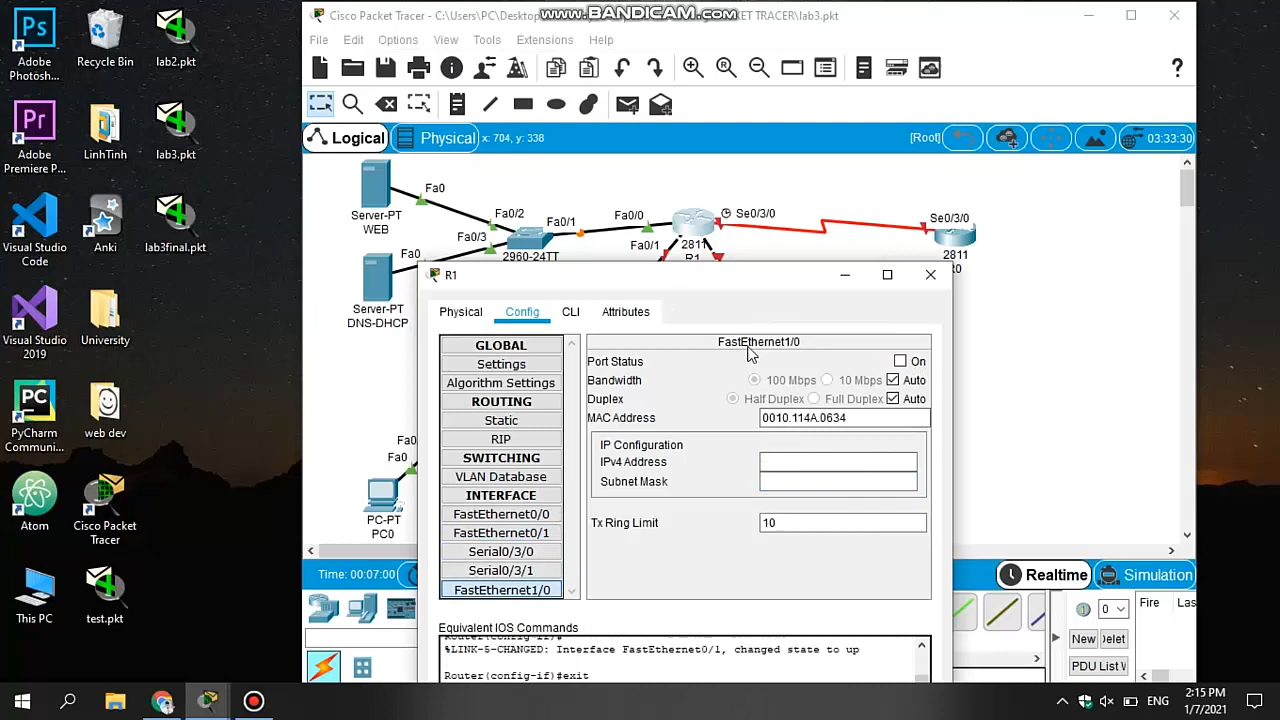 Cisco Packet Tracer - C:\Users\PC\Desktop
www.BANDICAM.com
PACKET TRACER\lab3.pkt
File Edit Options View Tools Extensions Help
Logical
Physical
x: 704, y: 338
[Root]
03:33:30
Adobe
Photosh...
Recycle Bin
lab2.pkt
Adobe
Premiere P...
LinhTinh
lab3.pkt
Visual Studio
Code
Anki
lab3final.pkt
Visual Studio
2019
University
PyCharm
Communi...
web dev
Atom
Cisco Packet
Tracer
This PC
test.pkt
Fa0
Server-PT
WEB
Fa0/2
Fa0/1
Fa0/0
Se0/3/0
Se0/3/0
Fa0/3
2960-24TT
Fa0/1
2811
R1
2811
R0
Fa0
Server-PT
DNS-DHCP
Fa0
Fa0
PC-PT
PC0
R1
Physical
Config
CLI
Attributes
GLOBAL
Settings
Algorithm Settings
ROUTING
Static
RIP
SWITCHING
VLAN Database
INTERFACE
FastEthernet0/0
FastEthernet0/1
Serial0/3/0
Serial0/3/1
FastEthernet1/0
FastEthernet1/0
Port Status On
Bandwidth 100 Mbps 10 Mbps Auto
Duplex Half Duplex Full Duplex Auto
MAC Address 0010.114A.0634
IP Configuration
IPv4 Address
Subnet Mask
Tx Ring Limit 10
Equivalent IOS Commands
%LINK-5-CHANGED: Interface FastEthernet0/1, changed state to up
Router(config-if)#exit
Time: 00:07:00
Realtime
Simulation
0
Fire Las
New
Delet
PDU List W
ENG
2:15 PM
1/7/2021